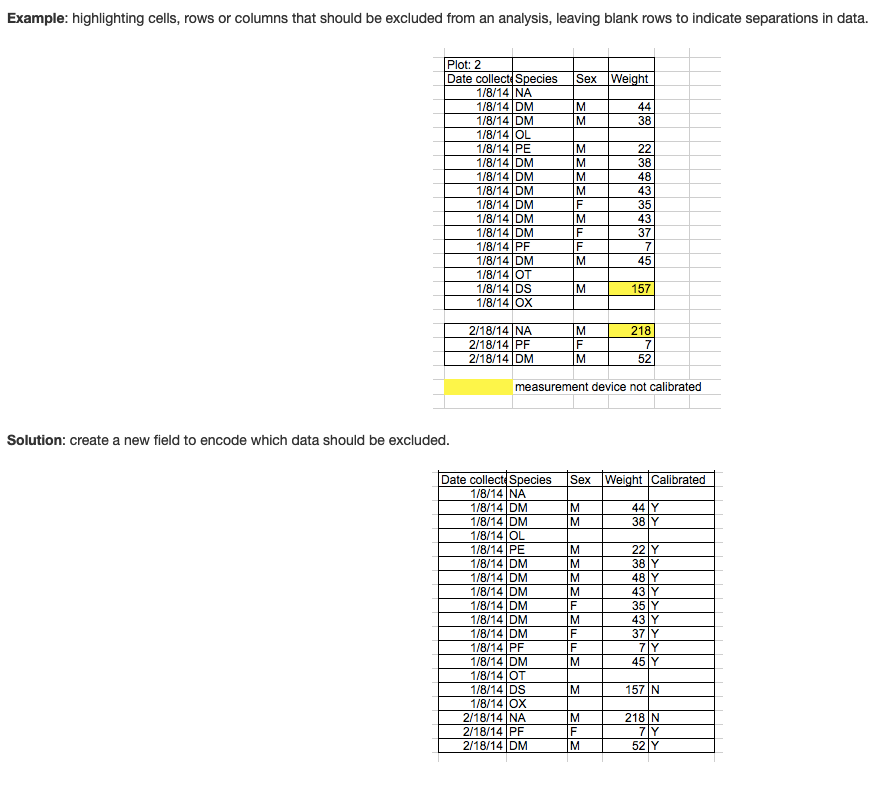 Example: highlighting cells, rows or columns that should be excluded from an analysis, leaving blank rows to indicate separations in data.
Plot: 2
Date collecte Species Sex Weight
1/8/14 NA
1/8/14 DM M 44
1/8/14 DM M 38
1/8/14 OL
1/8/14 PE M 22
1/8/14 DM M 38
1/8/14 DM M 48
1/8/14 DM M 43
1/8/14 DM F 35
1/8/14 DM M 43
1/8/14 DM F 37
1/8/14 PF F 7
1/8/14 DM M 45
1/8/14 OT
1/8/14 DS M 157
1/8/14 OX
2/18/14 NA M 218
2/18/14 PF F 7
2/18/14 DM M 52
measurement device not calibrated
Solution: create a new field to encode which data should be excluded.
Date collecte Species Sex Weight Calibrated
1/8/14 NA
1/8/14 DM M 44 Y
1/8/14 DM M 38 Y
1/8/14 OL
1/8/14 PE M 22 Y
1/8/14 DM M 38 Y
1/8/14 DM M 48 Y
1/8/14 DM M 43 Y
1/8/14 DM F 35 Y
1/8/14 DM M 43 Y
1/8/14 DM F 37 Y
1/8/14 PF F 7 Y
1/8/14 DM M 45 Y
1/8/14 OT
1/8/14 DS M 157 N
1/8/14 OX
2/18/14 NA M 218 N
2/18/14 PF F 7 Y
2/18/14 DM M 52 Y